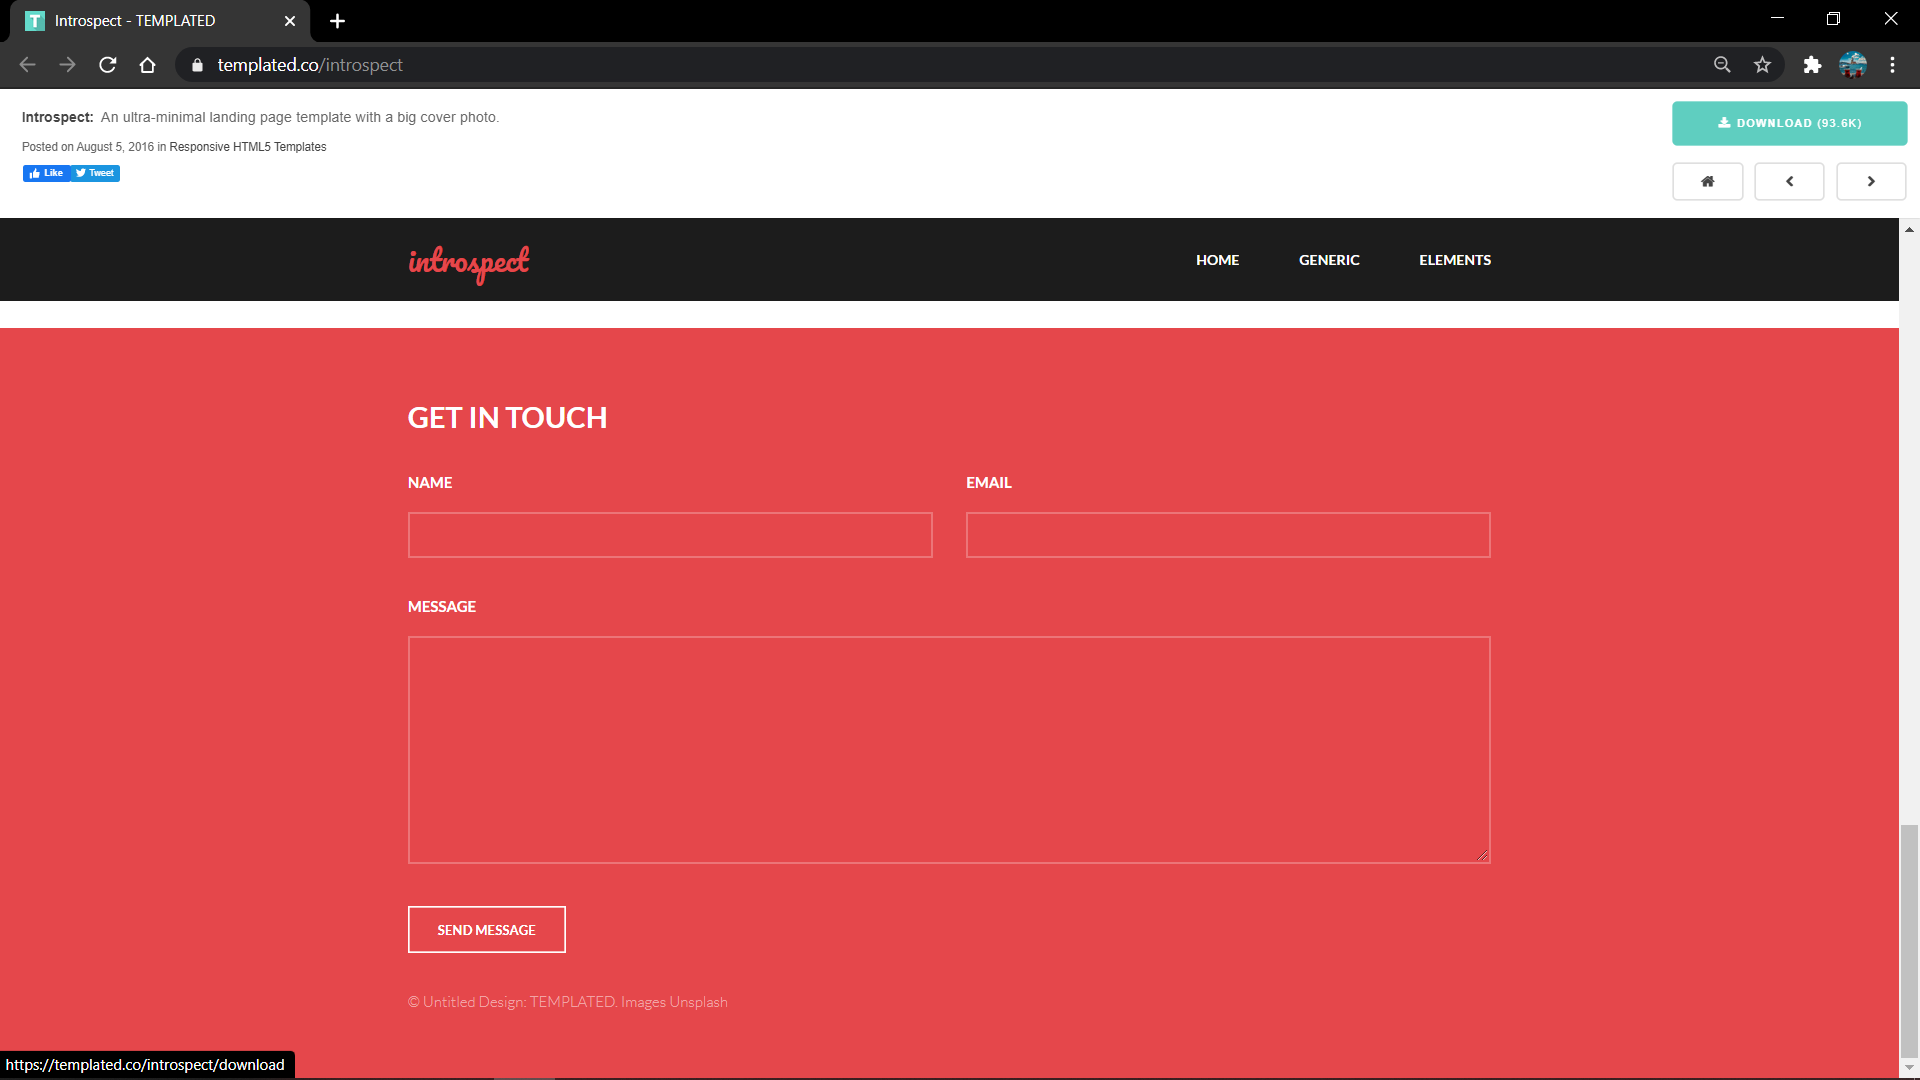 Introspect - TEMPLATED
templated.co/introspect
Introspect: An ultra-minimal landing page template with a big cover photo.
DOWNLOAD (93.6K)
Posted on August 5, 2016 in Responsive HTML5 Templates
Like Tweet
introspect
HOME GENERIC ELEMENTS
GET IN TOUCH
NAME EMAIL
MESSAGE
SEND MESSAGE
© Untitled Design: TEMPLATED. Images Unsplash
https://templated.co/introspect/download